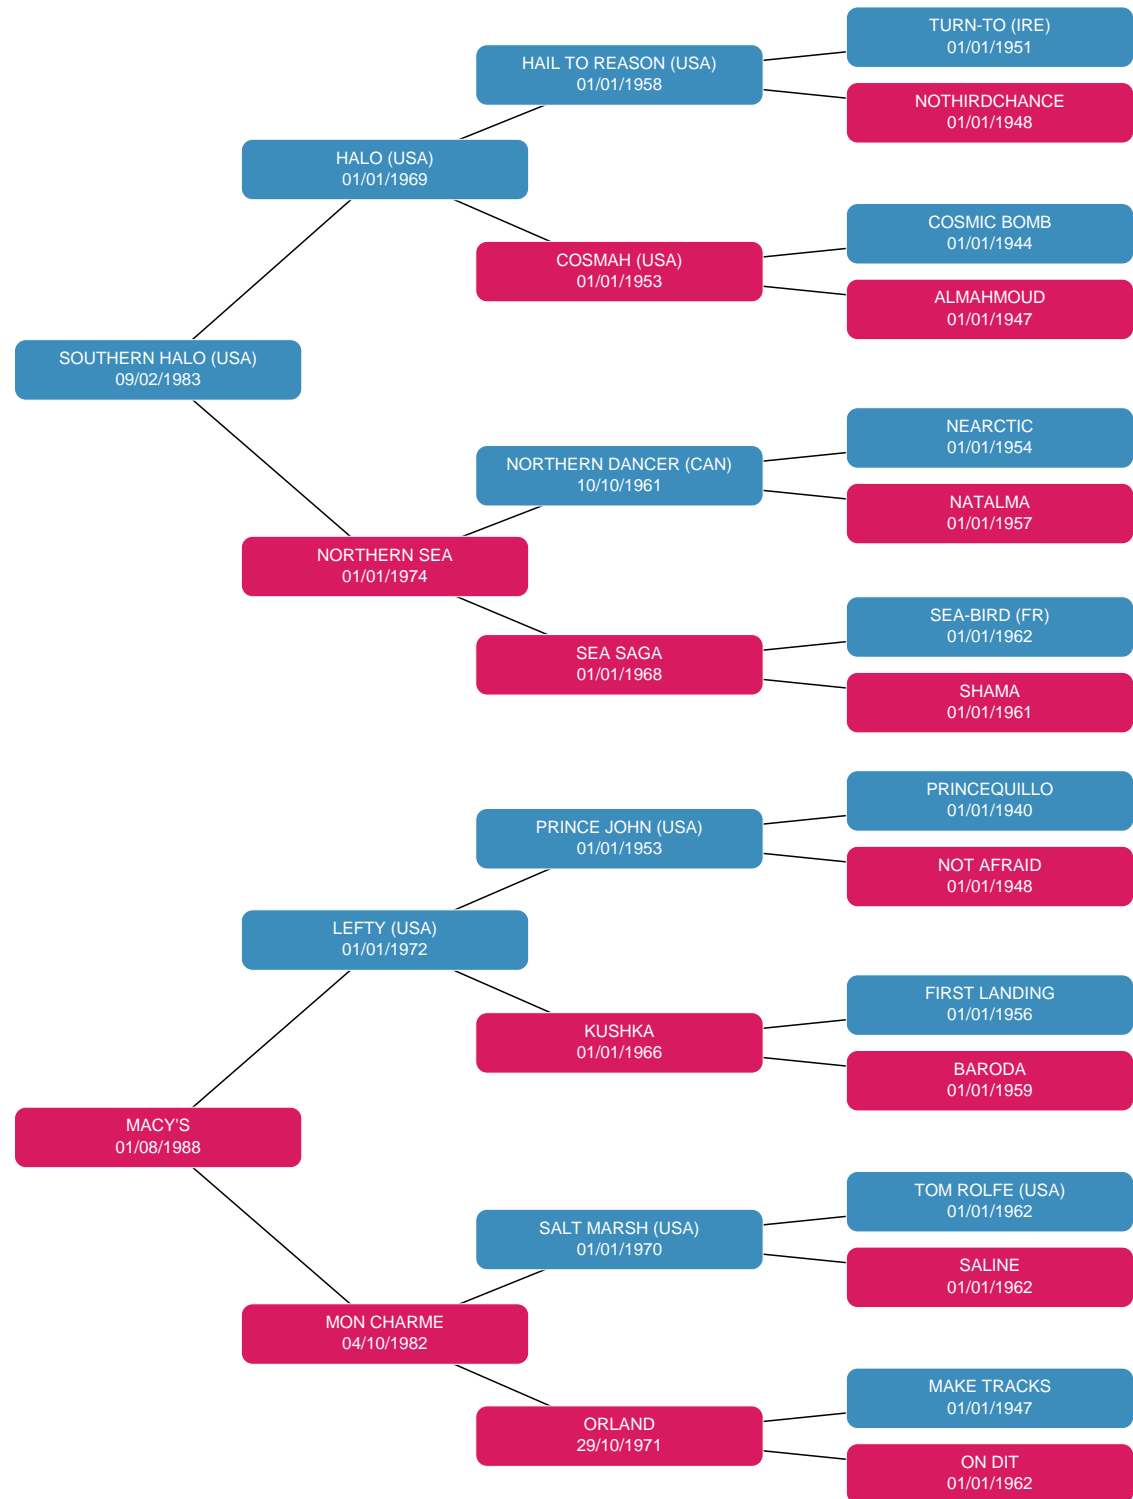 TURN-TO (IRE)
01/01/1951
HAIL TO REASON (USA)
01/01/1958
NOTHIRDCHANCE
01/01/1948
HALO (USA)
01/01/1969
COSMIC BOMB
01/01/1944
COSMAH (USA)
01/01/1953
ALMAHMOUD
01/01/1947
SOUTHERN HALO (USA)
09/02/1983
NEARCTIC
01/01/1954
NORTHERN DANCER (CAN)
10/10/1961
NATALMA
01/01/1957
NORTHERN SEA
01/01/1974
SEA-BIRD (FR)
01/01/1962
SEA SAGA
01/01/1968
SHAMA
01/01/1961
PRINCEQUILLO
01/01/1940
PRINCE JOHN (USA)
01/01/1953
NOT AFRAID
01/01/1948
LEFTY (USA)
01/01/1972
FIRST LANDING
01/01/1956
KUSHKA
01/01/1966
BARODA
01/01/1959
MACY'S
01/08/1988
TOM ROLFE (USA)
01/01/1962
SALT MARSH (USA)
01/01/1970
SALINE
01/01/1962
MON CHARME
04/10/1982
MAKE TRACKS
01/01/1947
ORLAND
29/10/1971
ON DIT
01/01/1962